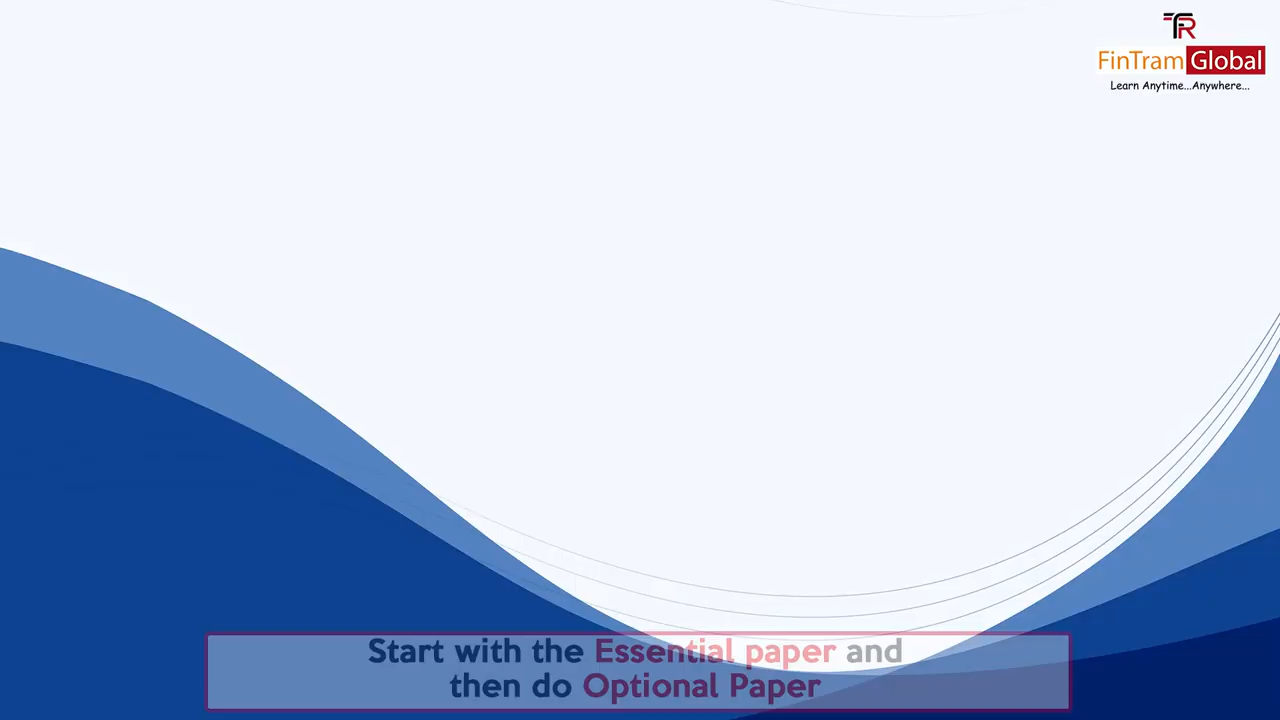 FinTram Global
Learn Anytime...Anywhere...
Start with the Essential paper and
then do Optional Paper